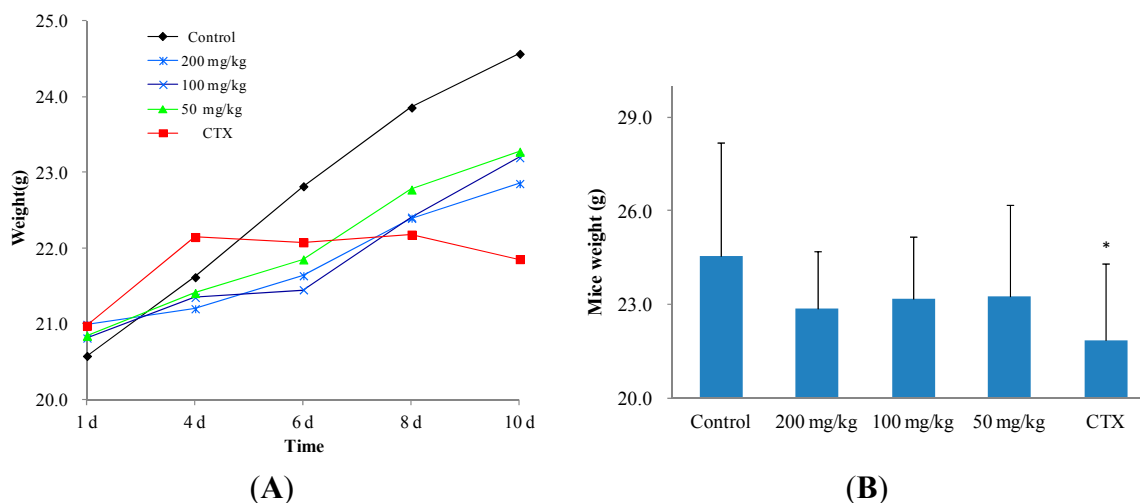 25.0
24.0
23.0
22.0
21.0
20.0
Weight(g)
Control
200 mg/kg
100 mg/kg
50 mg/kg
CTX
1 d
4 d
6 d
8 d
10 d
Time
(A)
29.0
26.0
23.0
20.0
Mice weight (g)
*
Control
200 mg/kg
100 mg/kg
50 mg/kg
CTX
(B)